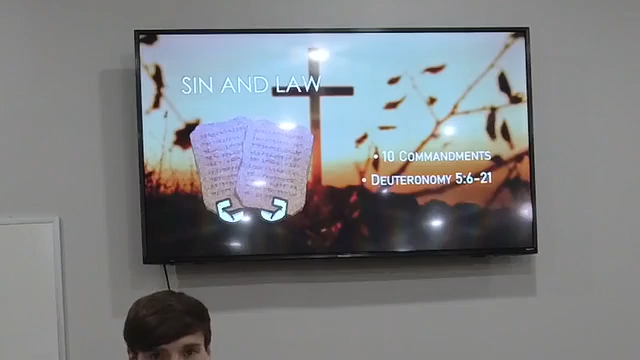 SIN AND LAW
• 10 COMMANDMENTS
• DEUTERONOMY 5:6-21